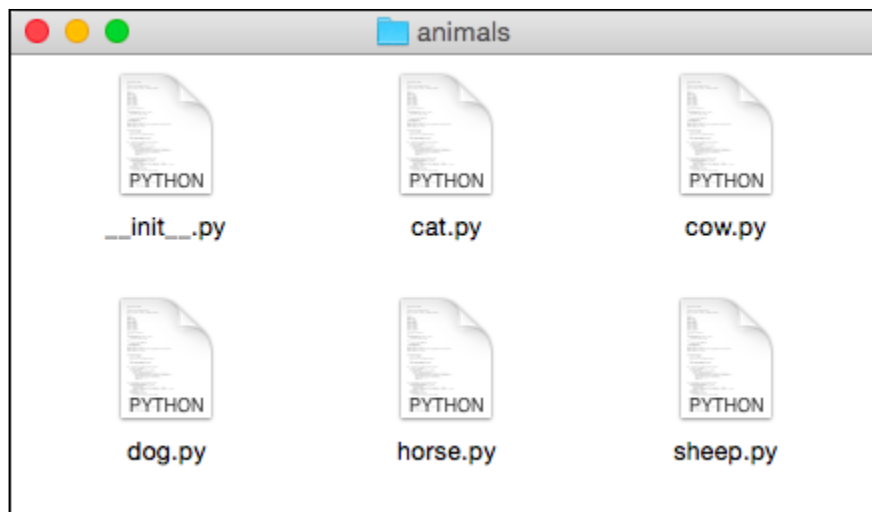 animals
PYTHON PYTHON PYTHON
__init__.py cat.py cow.py
PYTHON PYTHON PYTHON
dog.py horse.py sheep.py